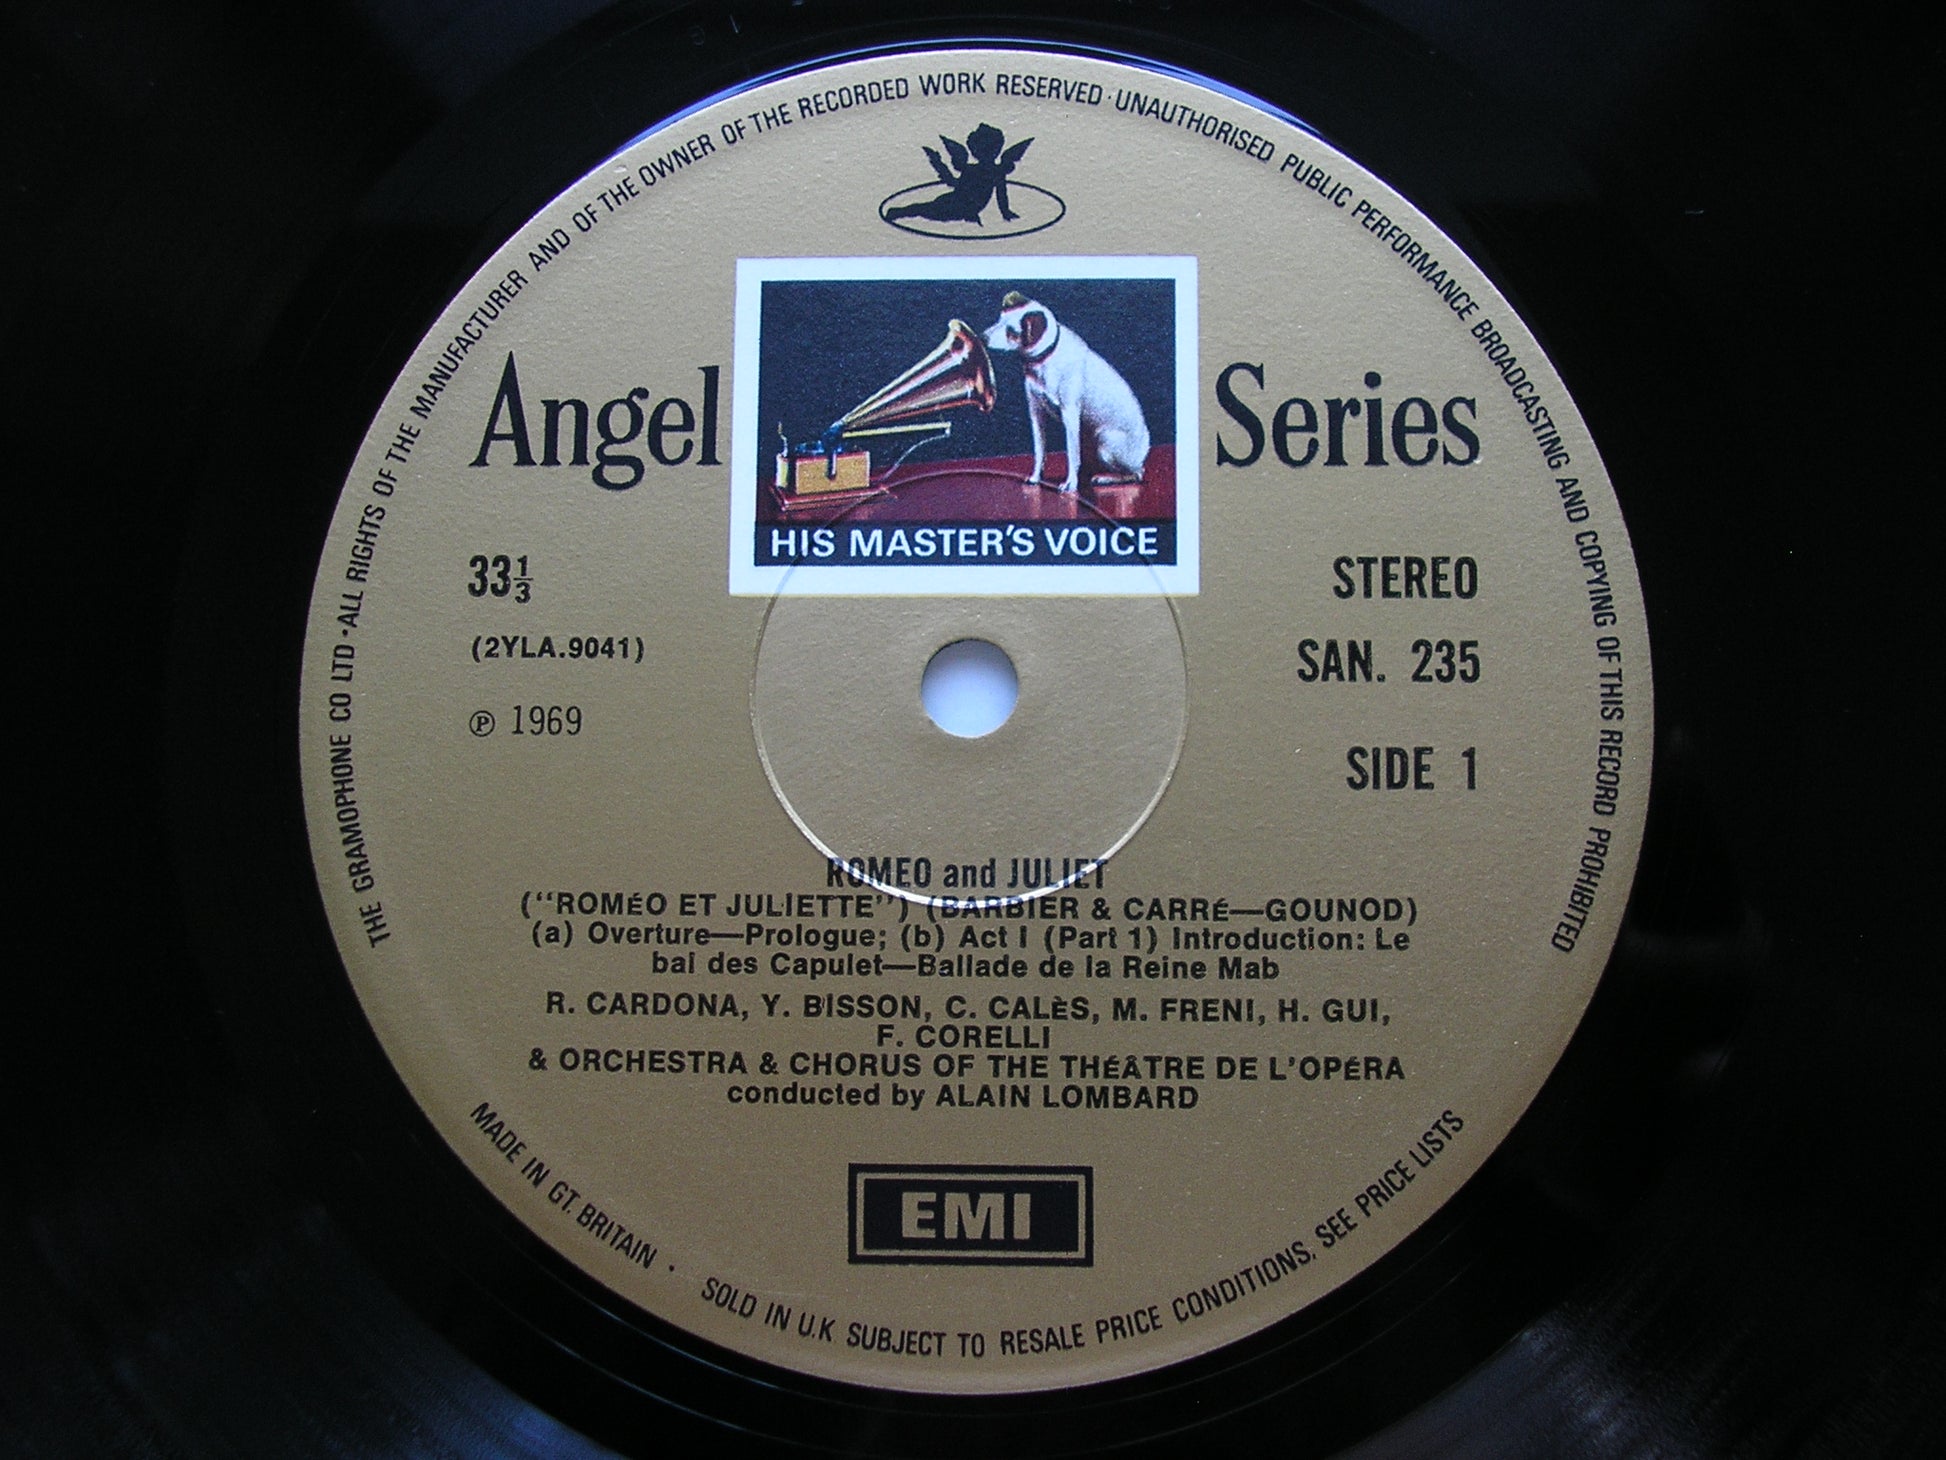 THE GRAMOPHONE CO LTD · ALL RIGHTS OF THE MANUFACTURER AND OF THE OWNER OF THE RECORDED WORK RESERVED · UNAUTHORISED PUBLIC PERFORMANCE BROADCASTING AND COPYING OF THIS RECORD PROHIBITED
Angel Series
HIS MASTER'S VOICE
33⅓
STEREO
(2YLA.9041)
SAN. 235
℗ 1969
SIDE 1
ROMEO and JULIET
("ROMÉO ET JULIETTE") (BARBIER & CARRÉ—GOUNOD)
(a) Overture—Prologue; (b) Act I (Part 1) Introduction: Le
bal des Capulet—Ballade de la Reine Mab
R. CARDONA, Y. BISSON, C. CALÈS, M. FRENI, H. GUI,
F. CORELLI
& ORCHESTRA & CHORUS OF THE THÉÂTRE DE L'OPÉRA
conducted by ALAIN LOMBARD
EMI
MADE IN GT. BRITAIN · SOLD IN U.K SUBJECT TO RESALE PRICE CONDITIONS, SEE PRICE LISTS